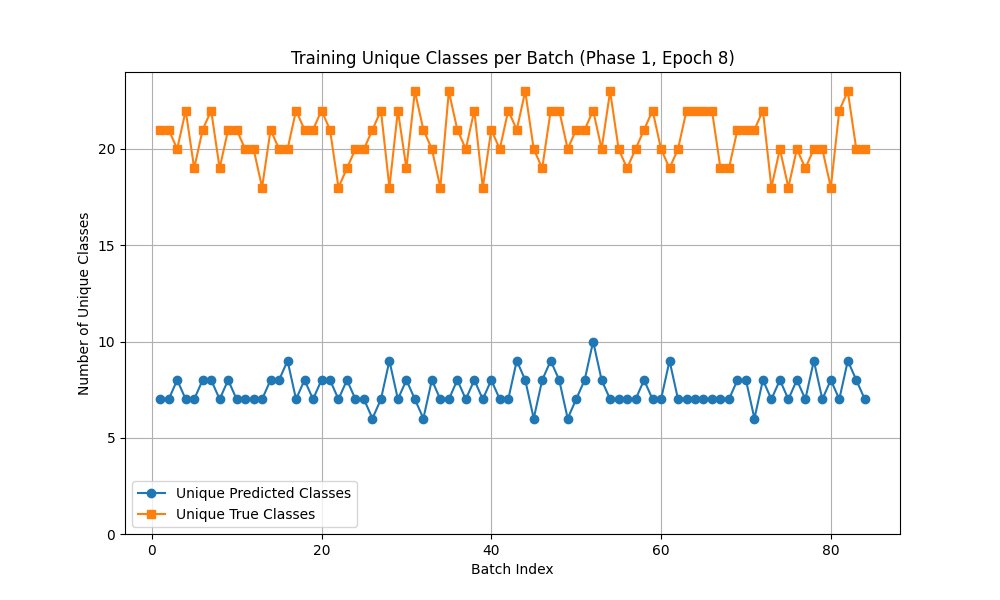 Training Unique Classes per Batch (Phase 1, Epoch 8)
Number of Unique Classes
20
15
10
5
0
Unique Predicted Classes
Unique True Classes
0 20 40 60 80
Batch Index